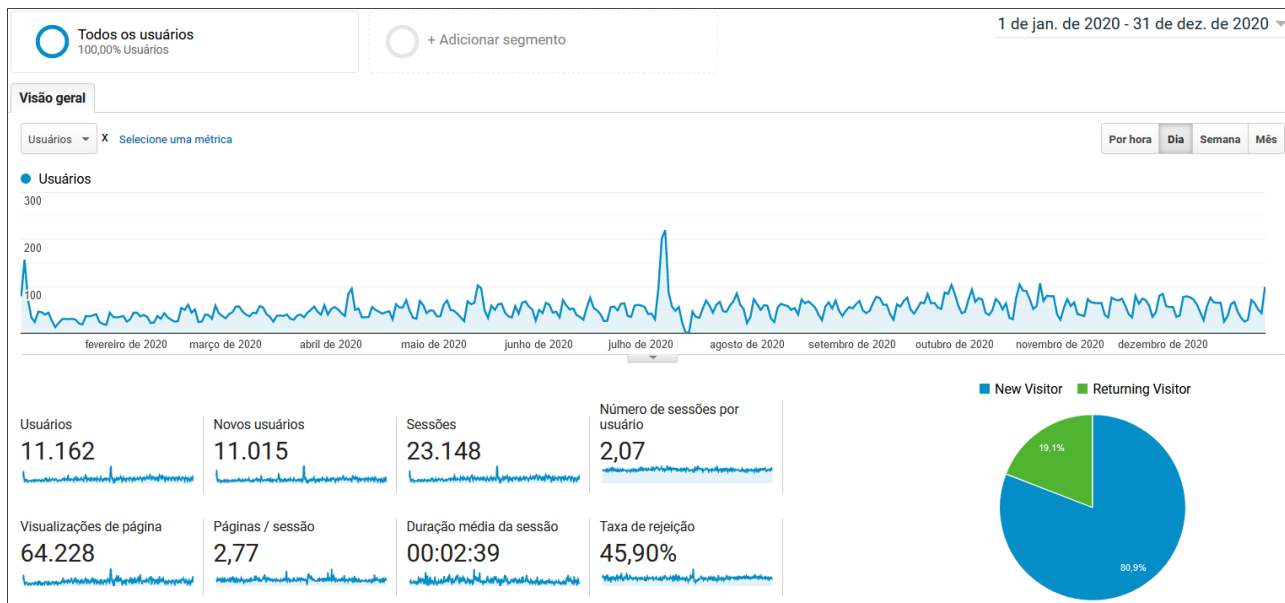 Todos os usuários
100,00% Usuários
+ Adicionar segmento
1 de jan. de 2020 - 31 de dez. de 2020
Visão geral
Usuários
X
Selecione uma métrica
Por hora
Dia
Semana
Mês
Usuários
300
200
100
fevereiro de 2020
março de 2020
abril de 2020
maio de 2020
junho de 2020
julho de 2020
agosto de 2020
setembro de 2020
outubro de 2020
novembro de 2020
dezembro de 2020
New Visitor
Returning Visitor
Usuários
11.162
Novos usuários
11.015
Sessões
23.148
Número de sessões por
usuário
2,07
Visualizações de página
64.228
Páginas / sessão
2,77
Duração média da sessão
00:02:39
Taxa de rejeição
45,90%
19,1%
80,9%